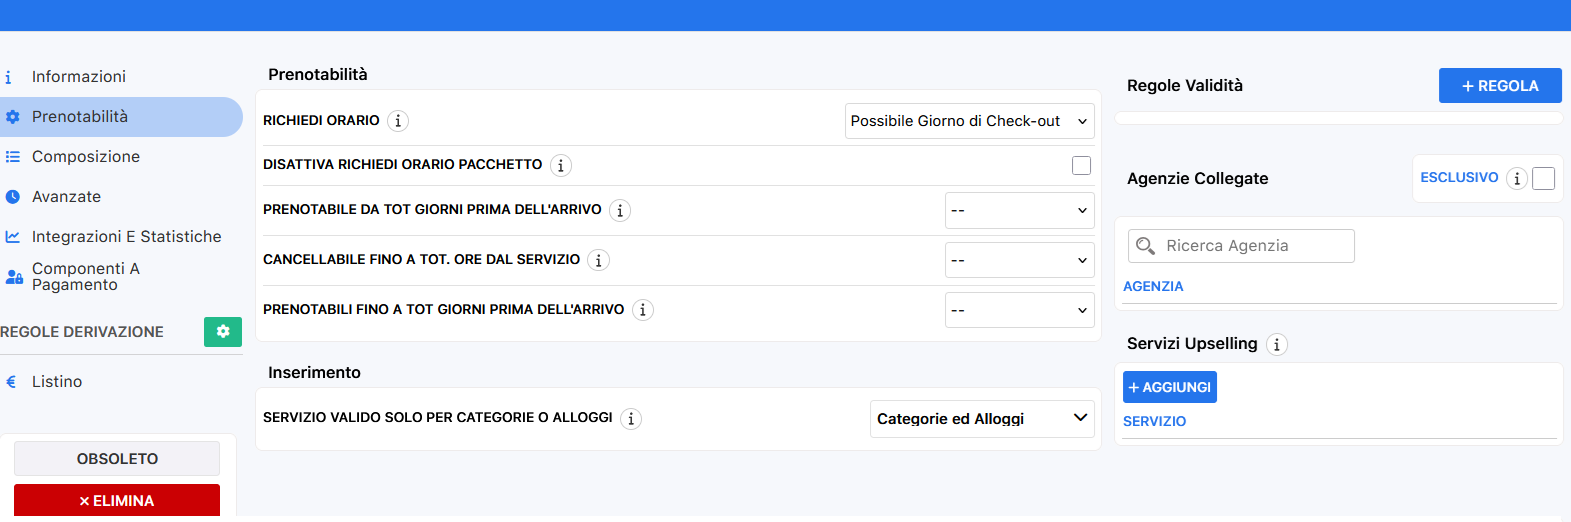 Informazioni
Prenotabilità
Composizione
Avanzate
Integrazioni E Statistiche
Componenti A
Pagamento
REGOLE DERIVAZIONE
Listino
OBSOLETO
× ELIMINA
Prenotabilità
RICHIEDI ORARIO i Possibile Giorno di Check-out
DISATTIVA RICHIEDI ORARIO PACCHETTO i
PRENOTABILE DA TOT GIORNI PRIMA DELL'ARRIVO i --
CANCELLABILE FINO A TOT. ORE DAL SERVIZIO i --
PRENOTABILI FINO A TOT GIORNI PRIMA DELL'ARRIVO i --
Inserimento
SERVIZIO VALIDO SOLO PER CATEGORIE O ALLOGGI i Categorie ed Alloggi
Regole Validità + REGOLA
Agenzie Collegate ESCLUSIVO i
Ricerca Agenzia
AGENZIA
Servizi Upselling i
+ AGGIUNGI
SERVIZIO